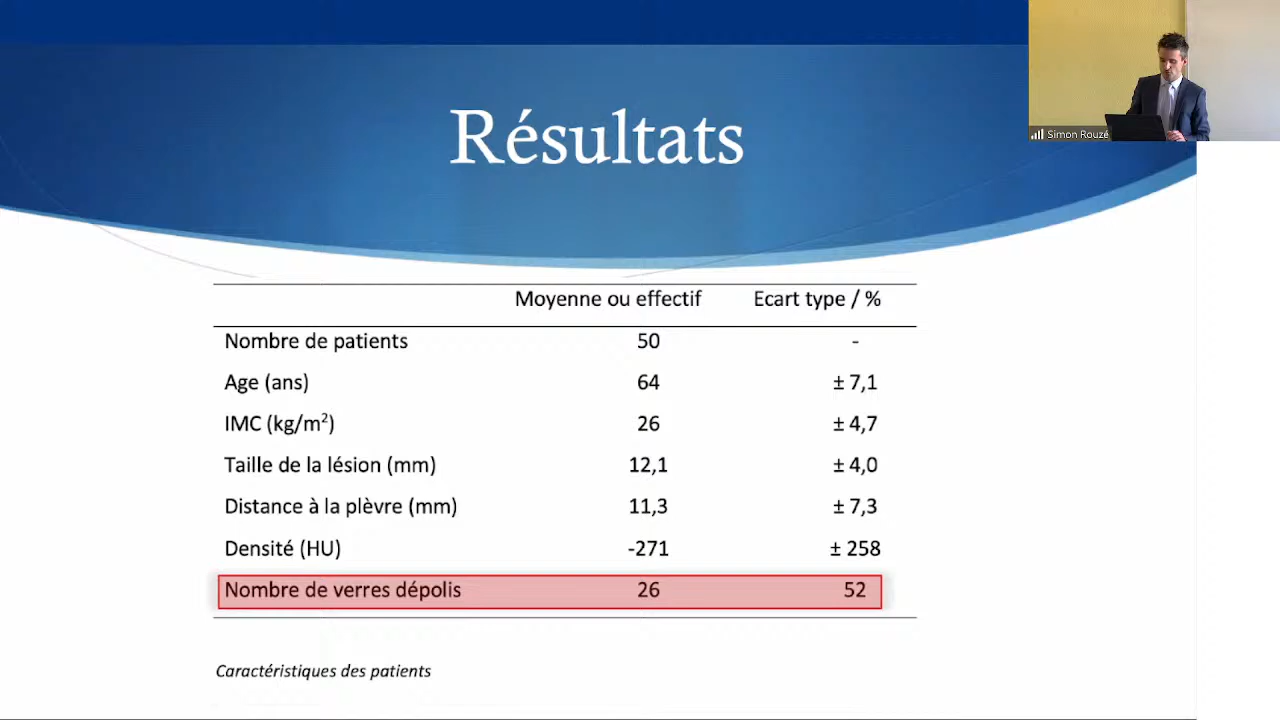 Résultats
Simon Rouzé
Moyenne ou effectif Ecart type / %
Nombre de patients 50 -
Age (ans) 64 ± 7,1
IMC (kg/m²) 26 ± 4,7
Taille de la lésion (mm) 12,1 ± 4,0
Distance à la plèvre (mm) 11,3 ± 7,3
Densité (HU) -271 ± 258
Nombre de verres dépolis 26 52
Caractéristiques des patients